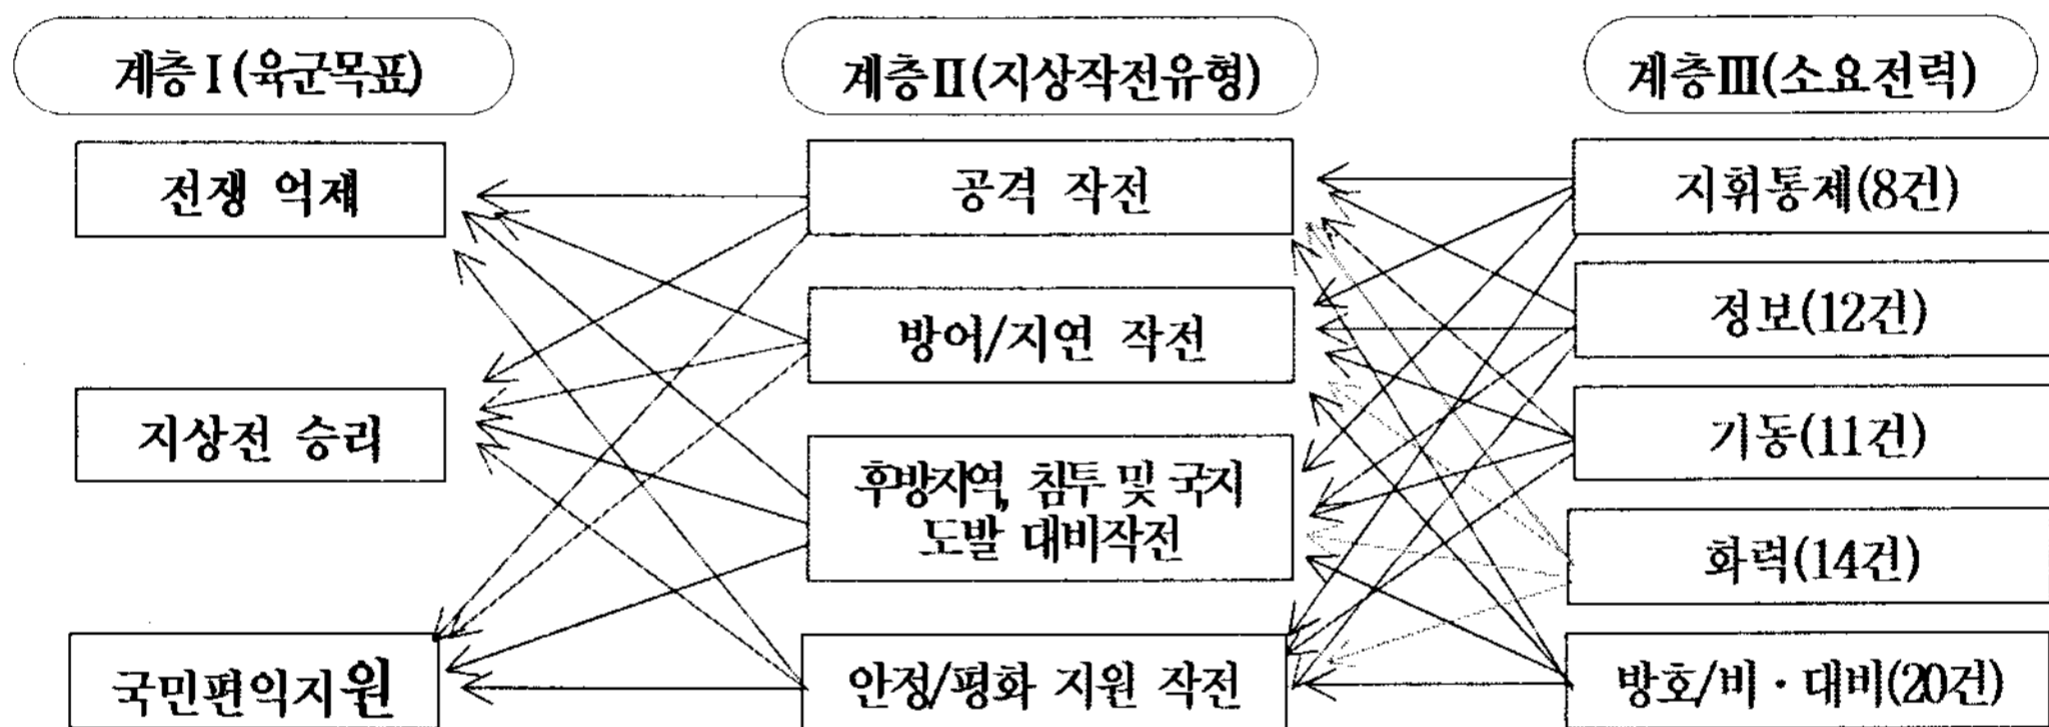 계층Ⅰ(육군목표)
계층Ⅱ(지상작전유형)
계층Ⅲ(소요전력)
전쟁 억제
공격 작전
지휘통제(8건)
정보(12건)
방어/지연 작전
지상전 승리
기동(11건)
후방지역, 침투 및 국지
도발 대비작전
화력(14건)
국민편익지원
안정/평화 지원 작전
방호/비·대비(20건)